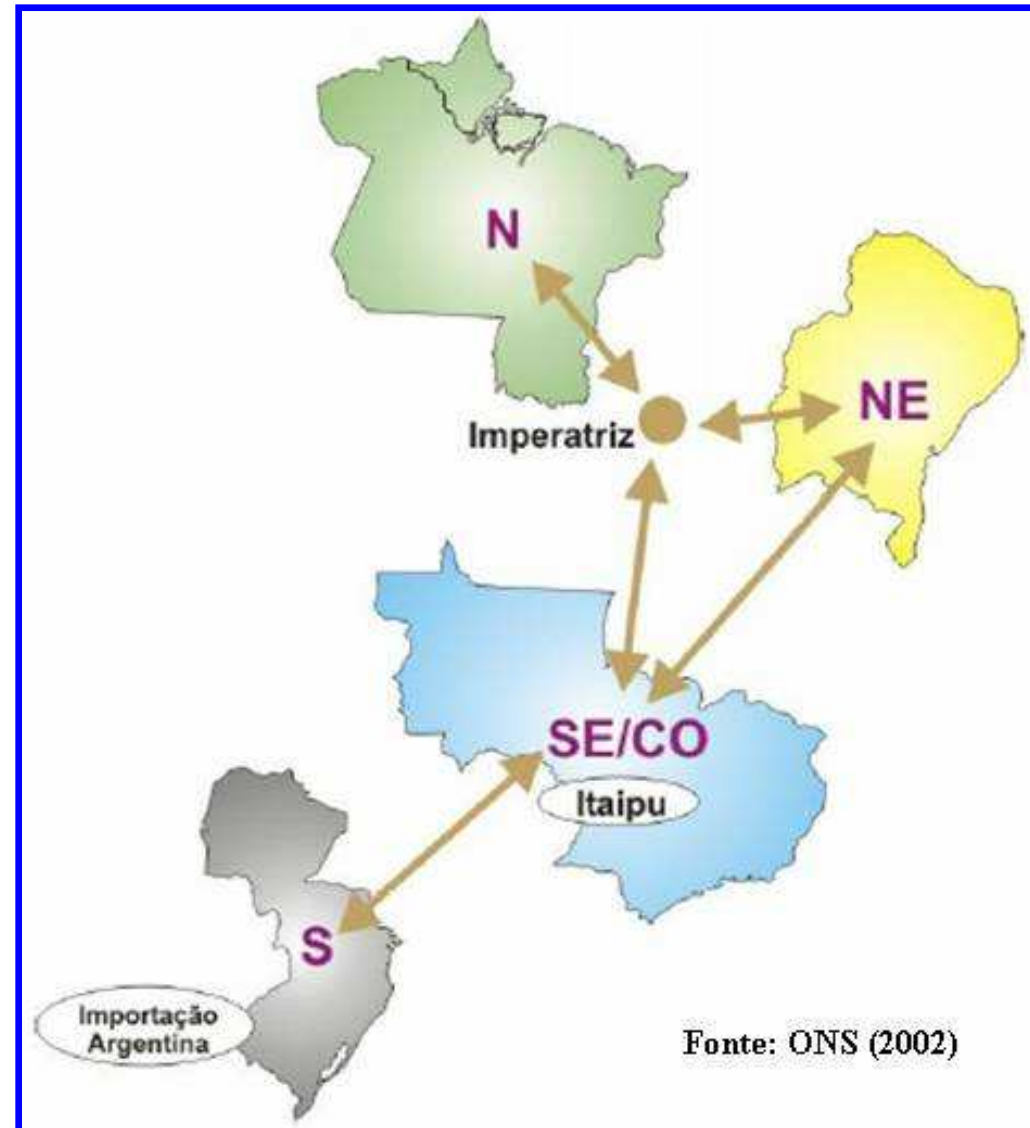 N
NE
Imperatriz
SE/CO
Itaipu
S
Importação
Argentina
Fonte: ONS (2002)